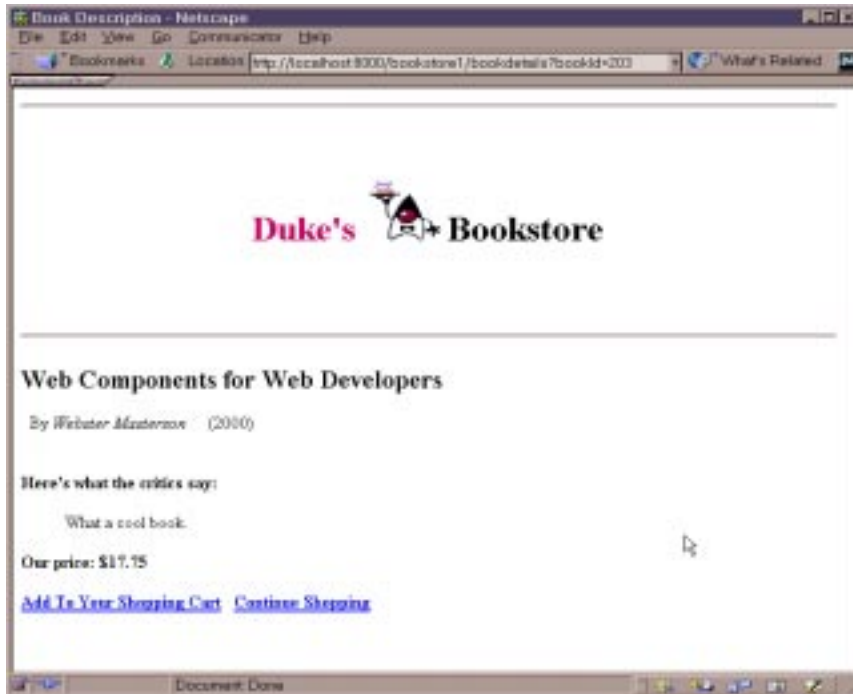 Book Description - Netscape
File Edit View Go Communicator Help
Bookmarks Location http://localhost:8000/bookstore1/bookdetails?bookId=203 What's Related
Duke's Bookstore
Web Components for Web Developers
By Webster Masterson (2000)
Here's what the critics say:
What a cool book.
Our price: $17.75
Add To Your Shopping Cart Continue Shopping
Document: Done